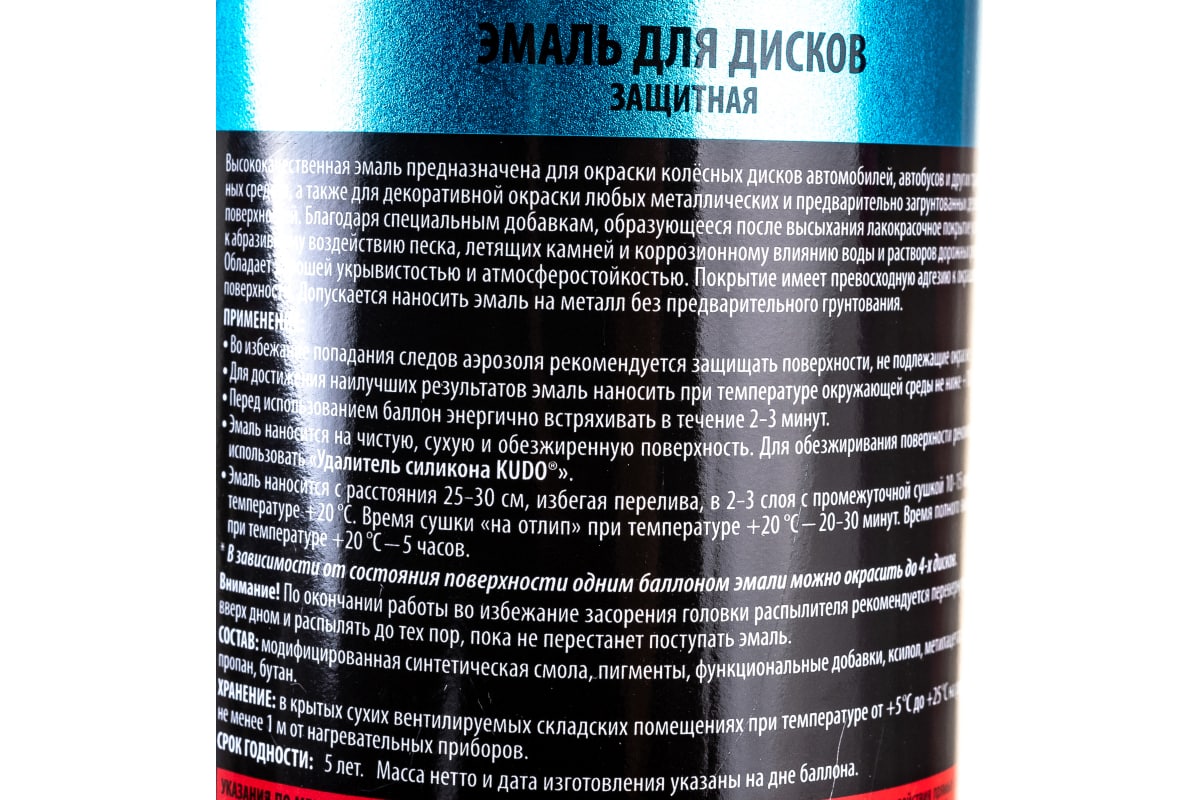 ЭМАЛЬ ДЛЯ ДИСКОВ
ЗАЩИТНАЯ
Высококачественная эмаль предназначена для окраски колёсных дисков автомобилей, автобусов и других
ных средств, а также для декоративной окраски любых металлических и предварительно загрунтованных
поверхностей. Благодаря специальным добавкам, образующееся после высыхания лакокрасочное покрытие
к абразивному воздействию песка, летящих камней и коррозионному влиянию воды и растворов дорожных
Обладает хорошей укрывистостью и атмосферостойкостью. Покрытие имеет превосходную адгезию к
поверхности. Допускается наносить эмаль на металл без предварительного грунтования.
ПРИМЕНЕНИЕ:
• Во избежание попадания следов аэрозоля рекомендуется защищать поверхности, не подлежащие
• Для достижения наилучших результатов эмаль наносить при температуре окружающей среды не ниже
• Перед использованием баллон энергично встряхивать в течение 2–3 минут.
• Эмаль наносится на чистую, сухую и обезжиренную поверхность. Для обезжиривания поверхности
использовать «Удалитель силикона KUDO®».
• Эмаль наносится с расстояния 25–30 см, избегая перелива, в 2–3 слоя с промежуточной сушкой 10–15
температуре +20 °С. Время сушки «на отлип» при температуре +20 °С — 20-30 минут. Время полного
при температуре +20 °С — 5 часов.
* В зависимости от состояния поверхности одним баллоном эмали можно окрасить до 4-х дисков.
Внимание! По окончании работы во избежание засорения головки распылителя рекомендуется
вверх дном и распылять до тех пор, пока не перестанет поступать эмаль.
СОСТАВ: модифицированная синтетическая смола, пигменты, функциональные добавки, ксилол,
пропан, бутан.
ХРАНЕНИЕ: в крытых сухих вентилируемых складских помещениях при температуре от +5°С до +25°С на
не менее 1 м от нагревательных приборов.
СРОК ГОДНОСТИ: 5 лет. Масса нетто и дата изготовления указаны на дне баллона.
УКАЗАНИЯ ПО